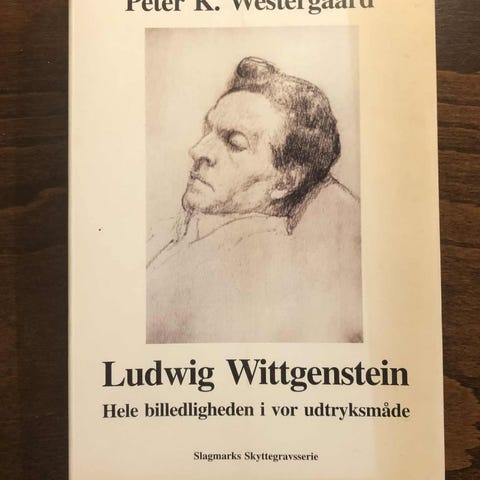 Peter K. Westergaard
Ludwig Wittgenstein
Hele billedligheden i vor udtryksmåde
Slagmarks Skyttegravsserie